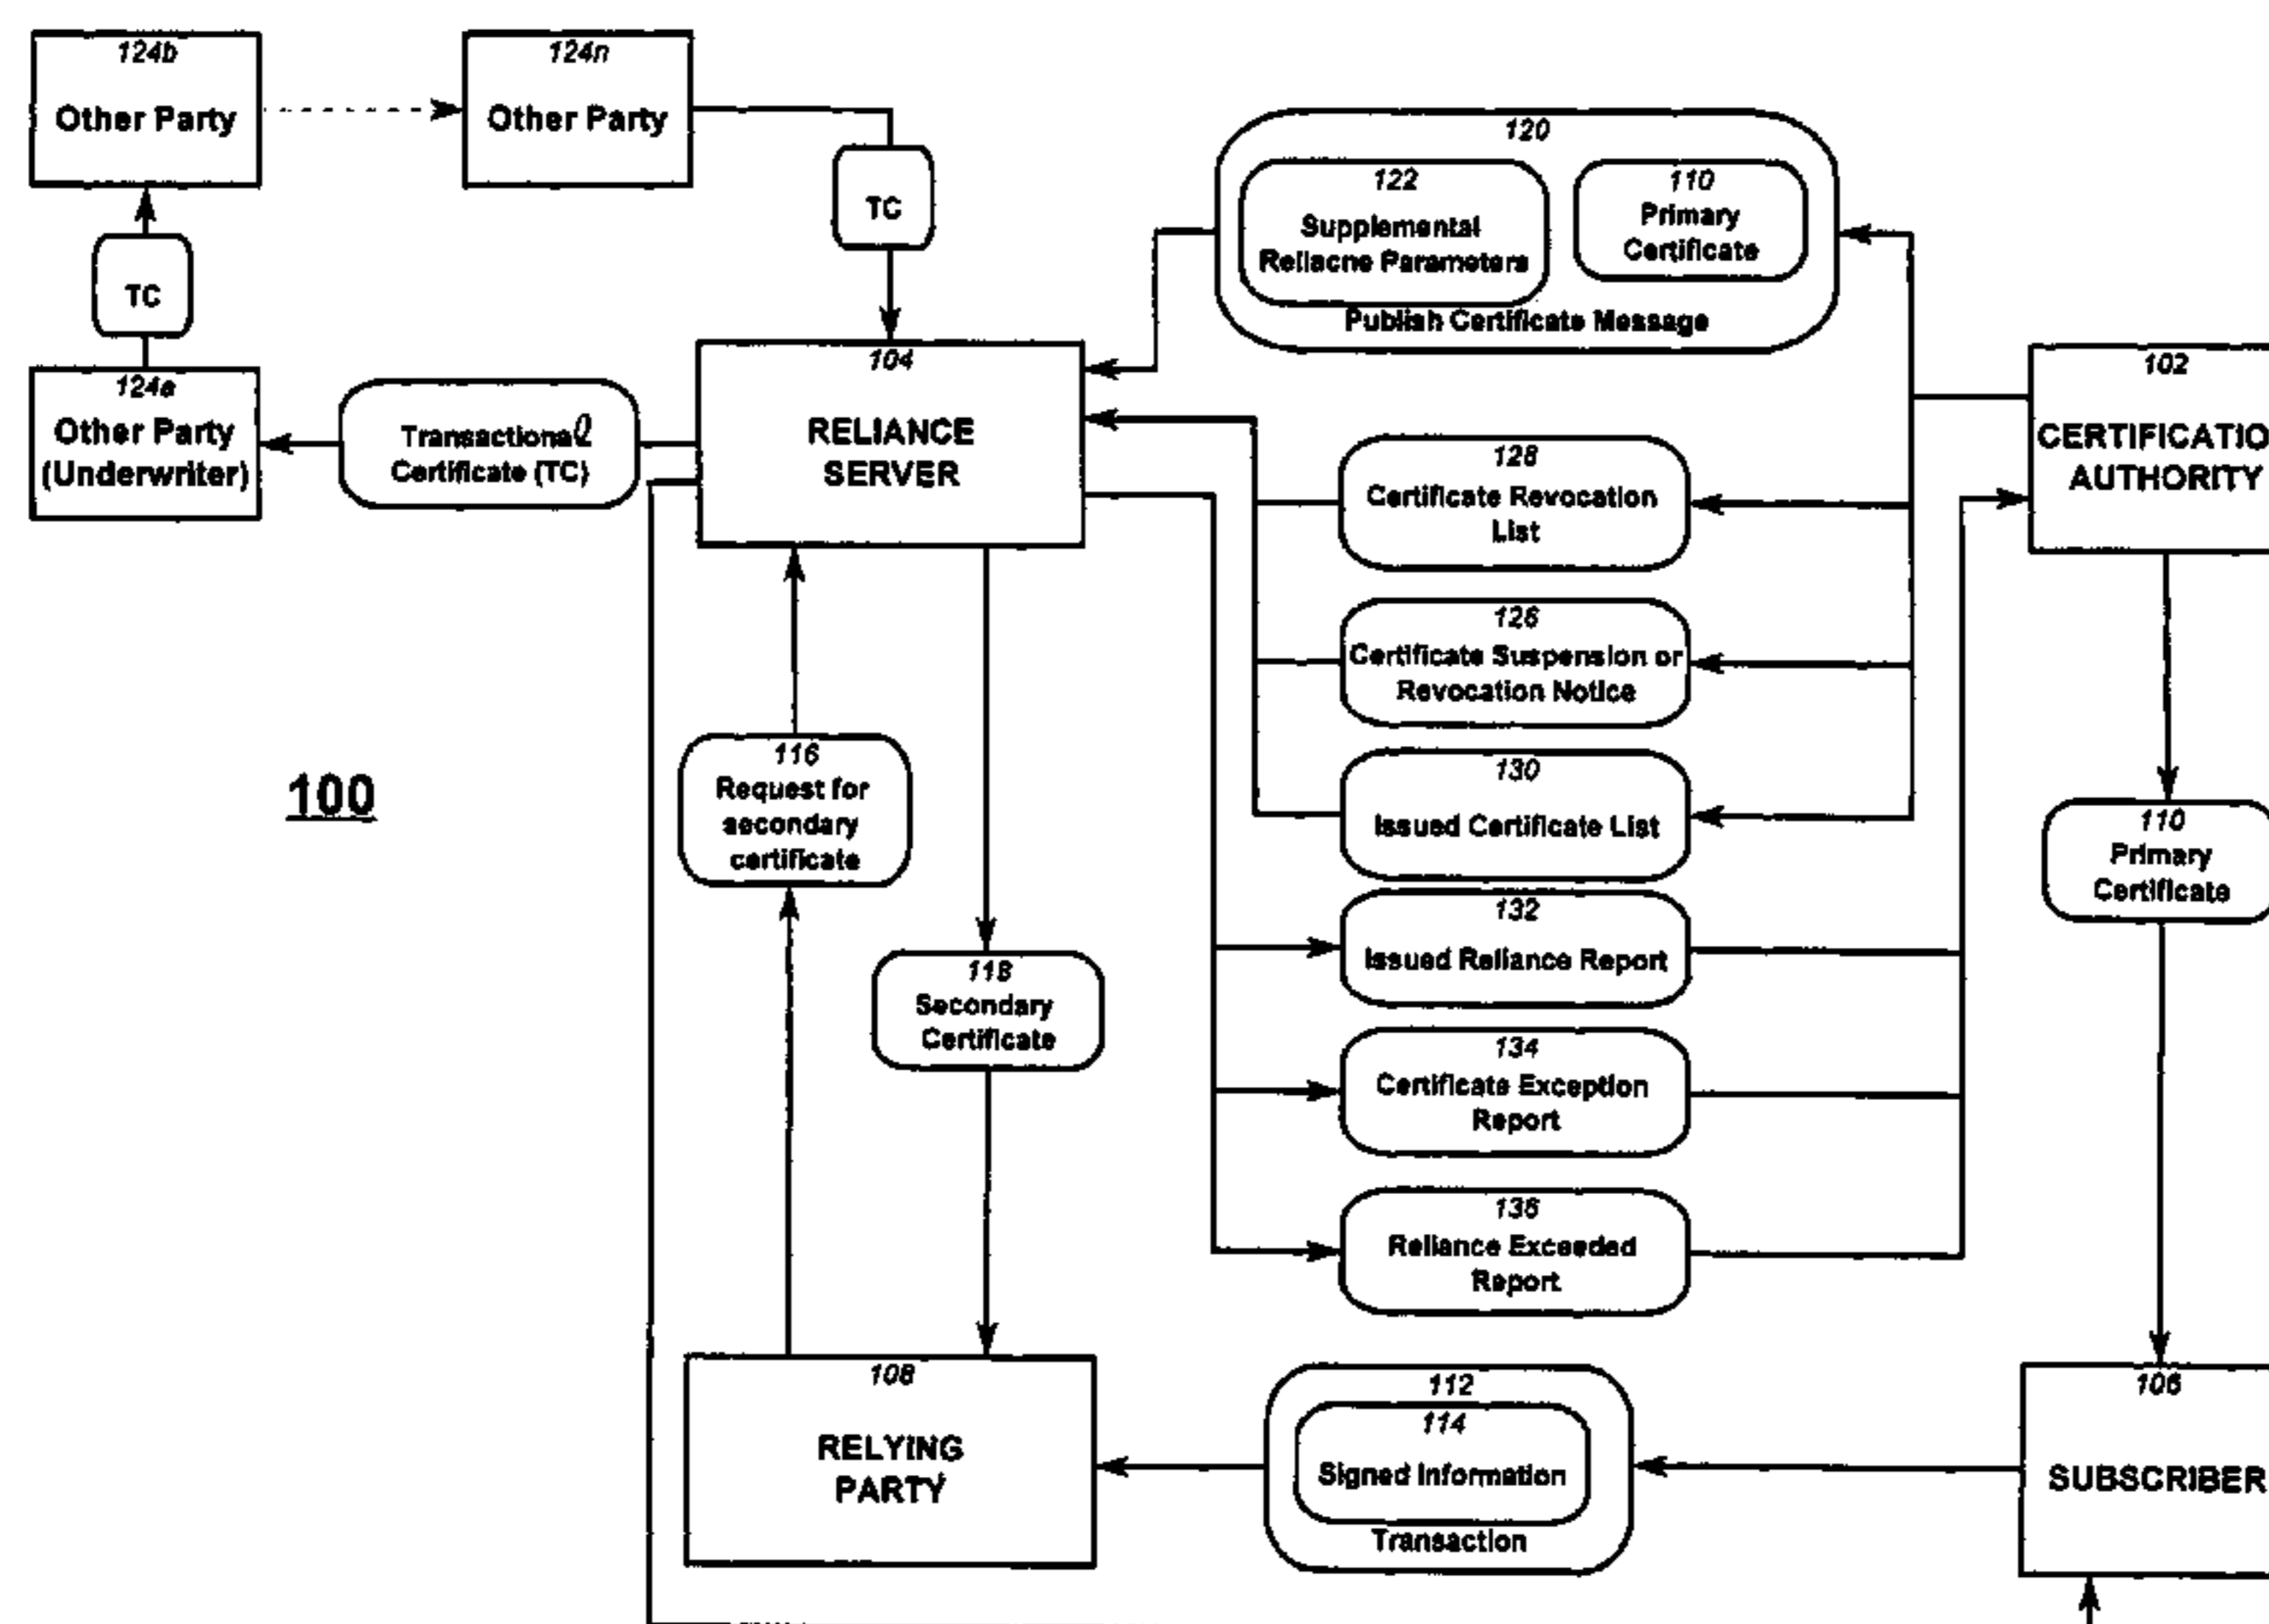 124b
Other Party
124n
Other Party
TC
TC
120
122
Supplemental
Reliacne Parameters
110
Primary
Certificate
Publish Certificate Message
124a
Other Party
(Underwriter)
Transactional
Certificate (TC)
104
RELIANCE
SERVER
102
CERTIFICATIO
AUTHORITY
128
Certificate Revocation
List
126
Certificate Suspension or
Revocation Notice
130
Issued Certificate List
100
116
Request for
secondary
certificate
110
Primary
Certificate
132
Issued Reliance Report
118
Secondary
Certificate
134
Certificate Exception
Report
136
Reliance Exceeded
Report
108
RELYING
PARTY
112
114
Signed Information
Transaction
106
SUBSCRIBER